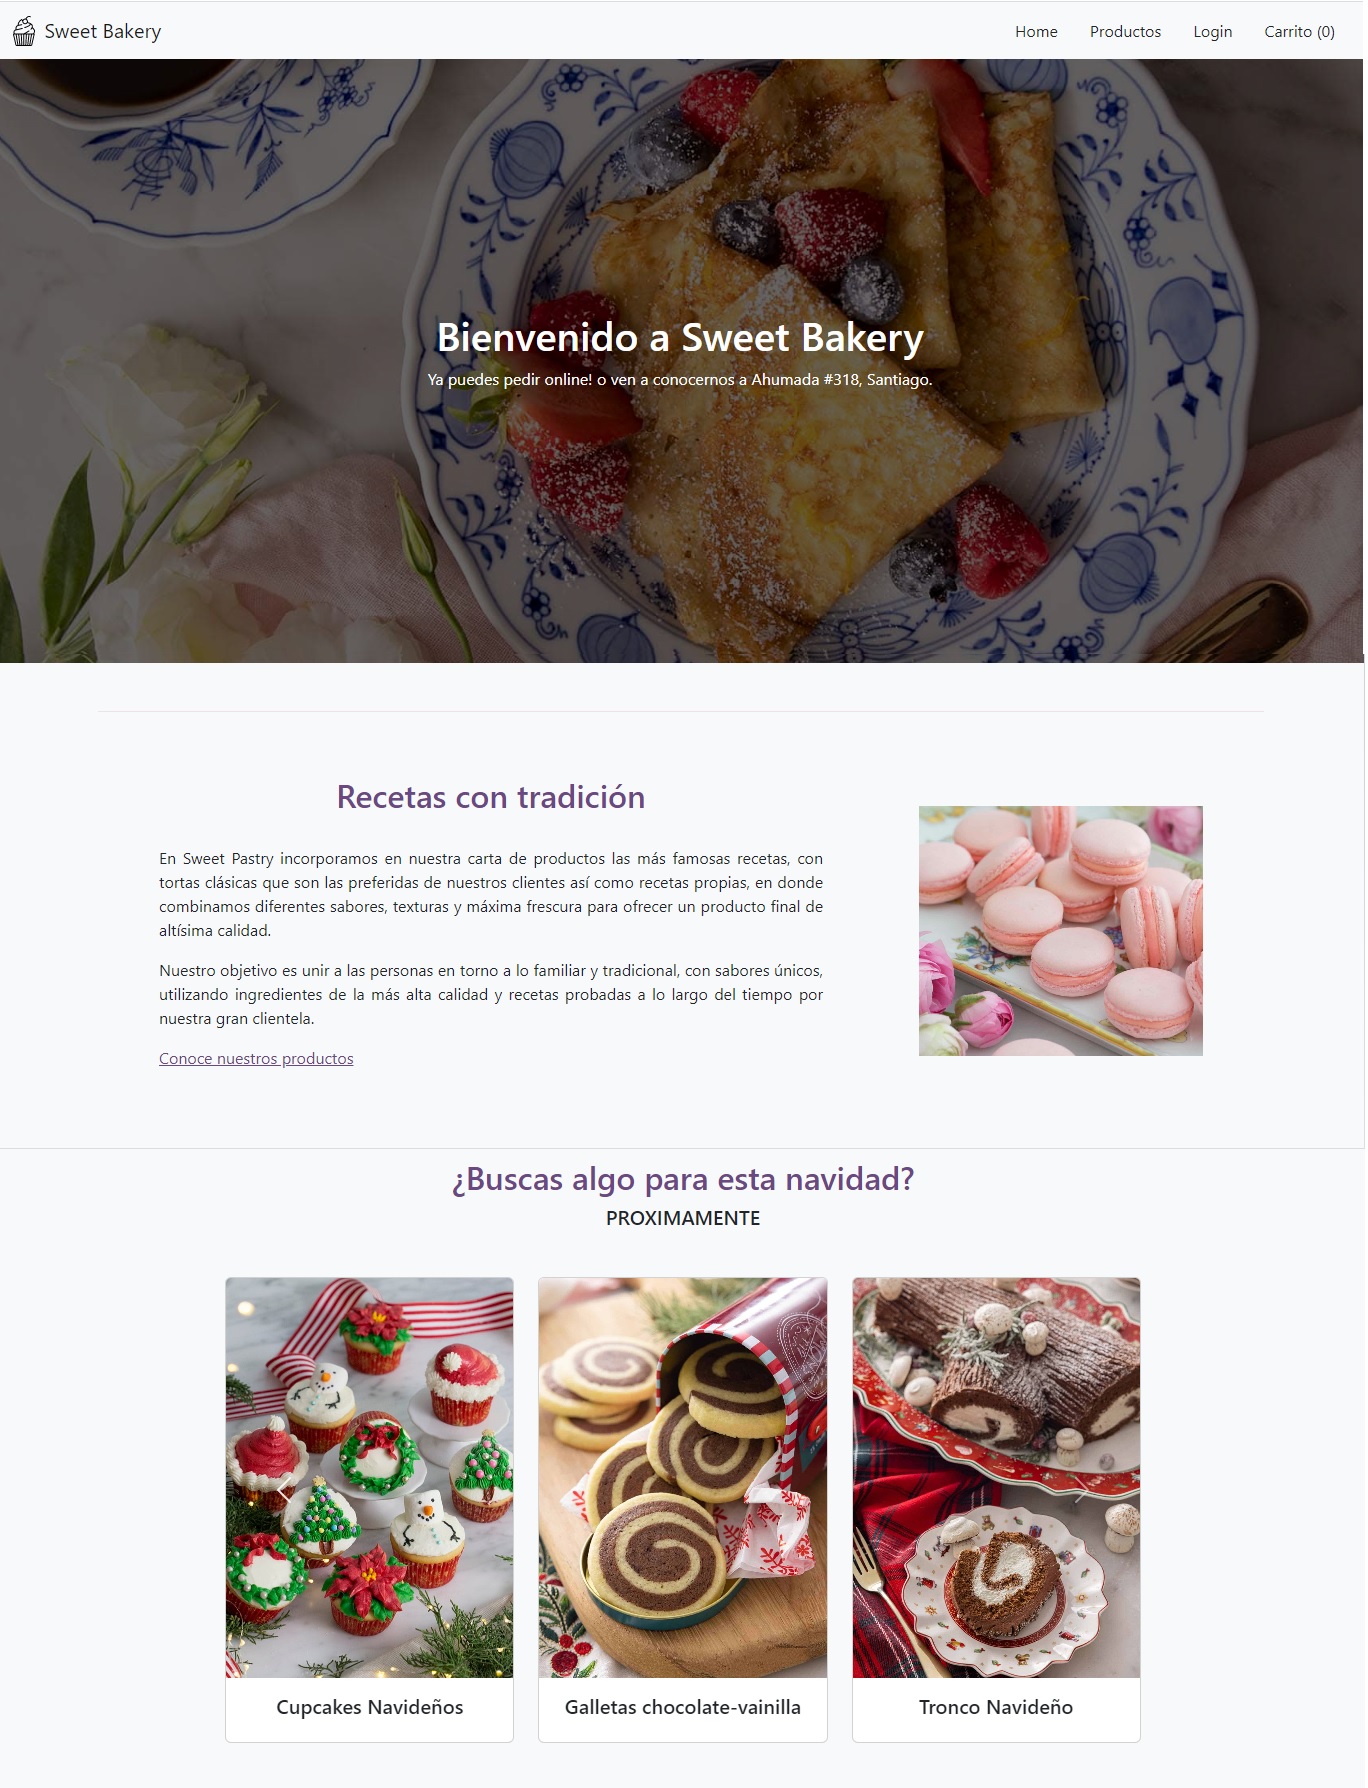 Sweet Bakery
Home Productos Login Carrito (0)
Bienvenido a Sweet Bakery
Ya puedes pedir online! o ven a conocernos a Ahumada #318, Santiago.
Recetas con tradición
En Sweet Pastry incorporamos en nuestra carta de productos las más famosas recetas, con
tortas clásicas que son las preferidas de nuestros clientes así como recetas propias, en donde
combinamos diferentes sabores, texturas y máxima frescura para ofrecer un producto final de
altísima calidad.
Nuestro objetivo es unir a las personas en torno a lo familiar y tradicional, con sabores únicos,
utilizando ingredientes de la más alta calidad y recetas probadas a lo largo del tiempo por
nuestra gran clientela.
Conoce nuestros productos
¿Buscas algo para esta navidad?
PROXIMAMENTE
Cupcakes Navideños
Galletas chocolate-vainilla
Tronco Navideño